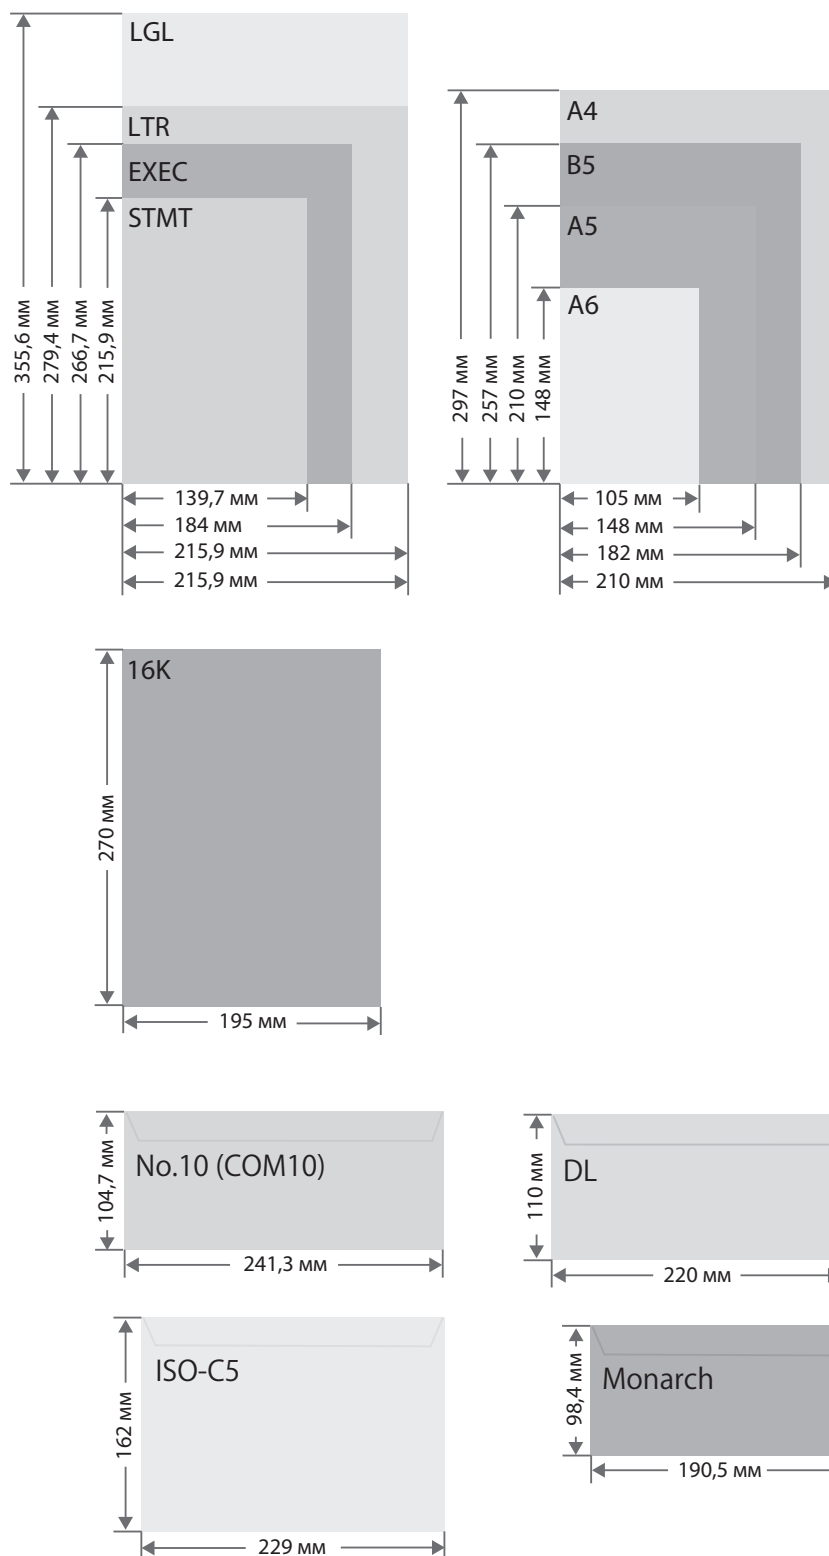 LGL
LTR
EXEC
STMT
355,6 мм
279,4 мм
266,7 мм
215,9 мм
139,7 мм
184 мм
215,9 мм
215,9 мм
A4
B5
A5
A6
297 мм
257 мм
210 мм
148 мм
105 мм
148 мм
182 мм
210 мм
16K
270 мм
195 мм
No.10 (COM10)
104,7 мм
241,3 мм
DL
110 мм
220 мм
ISO-C5
162 мм
229 мм
Monarch
98,4 мм
190,5 мм